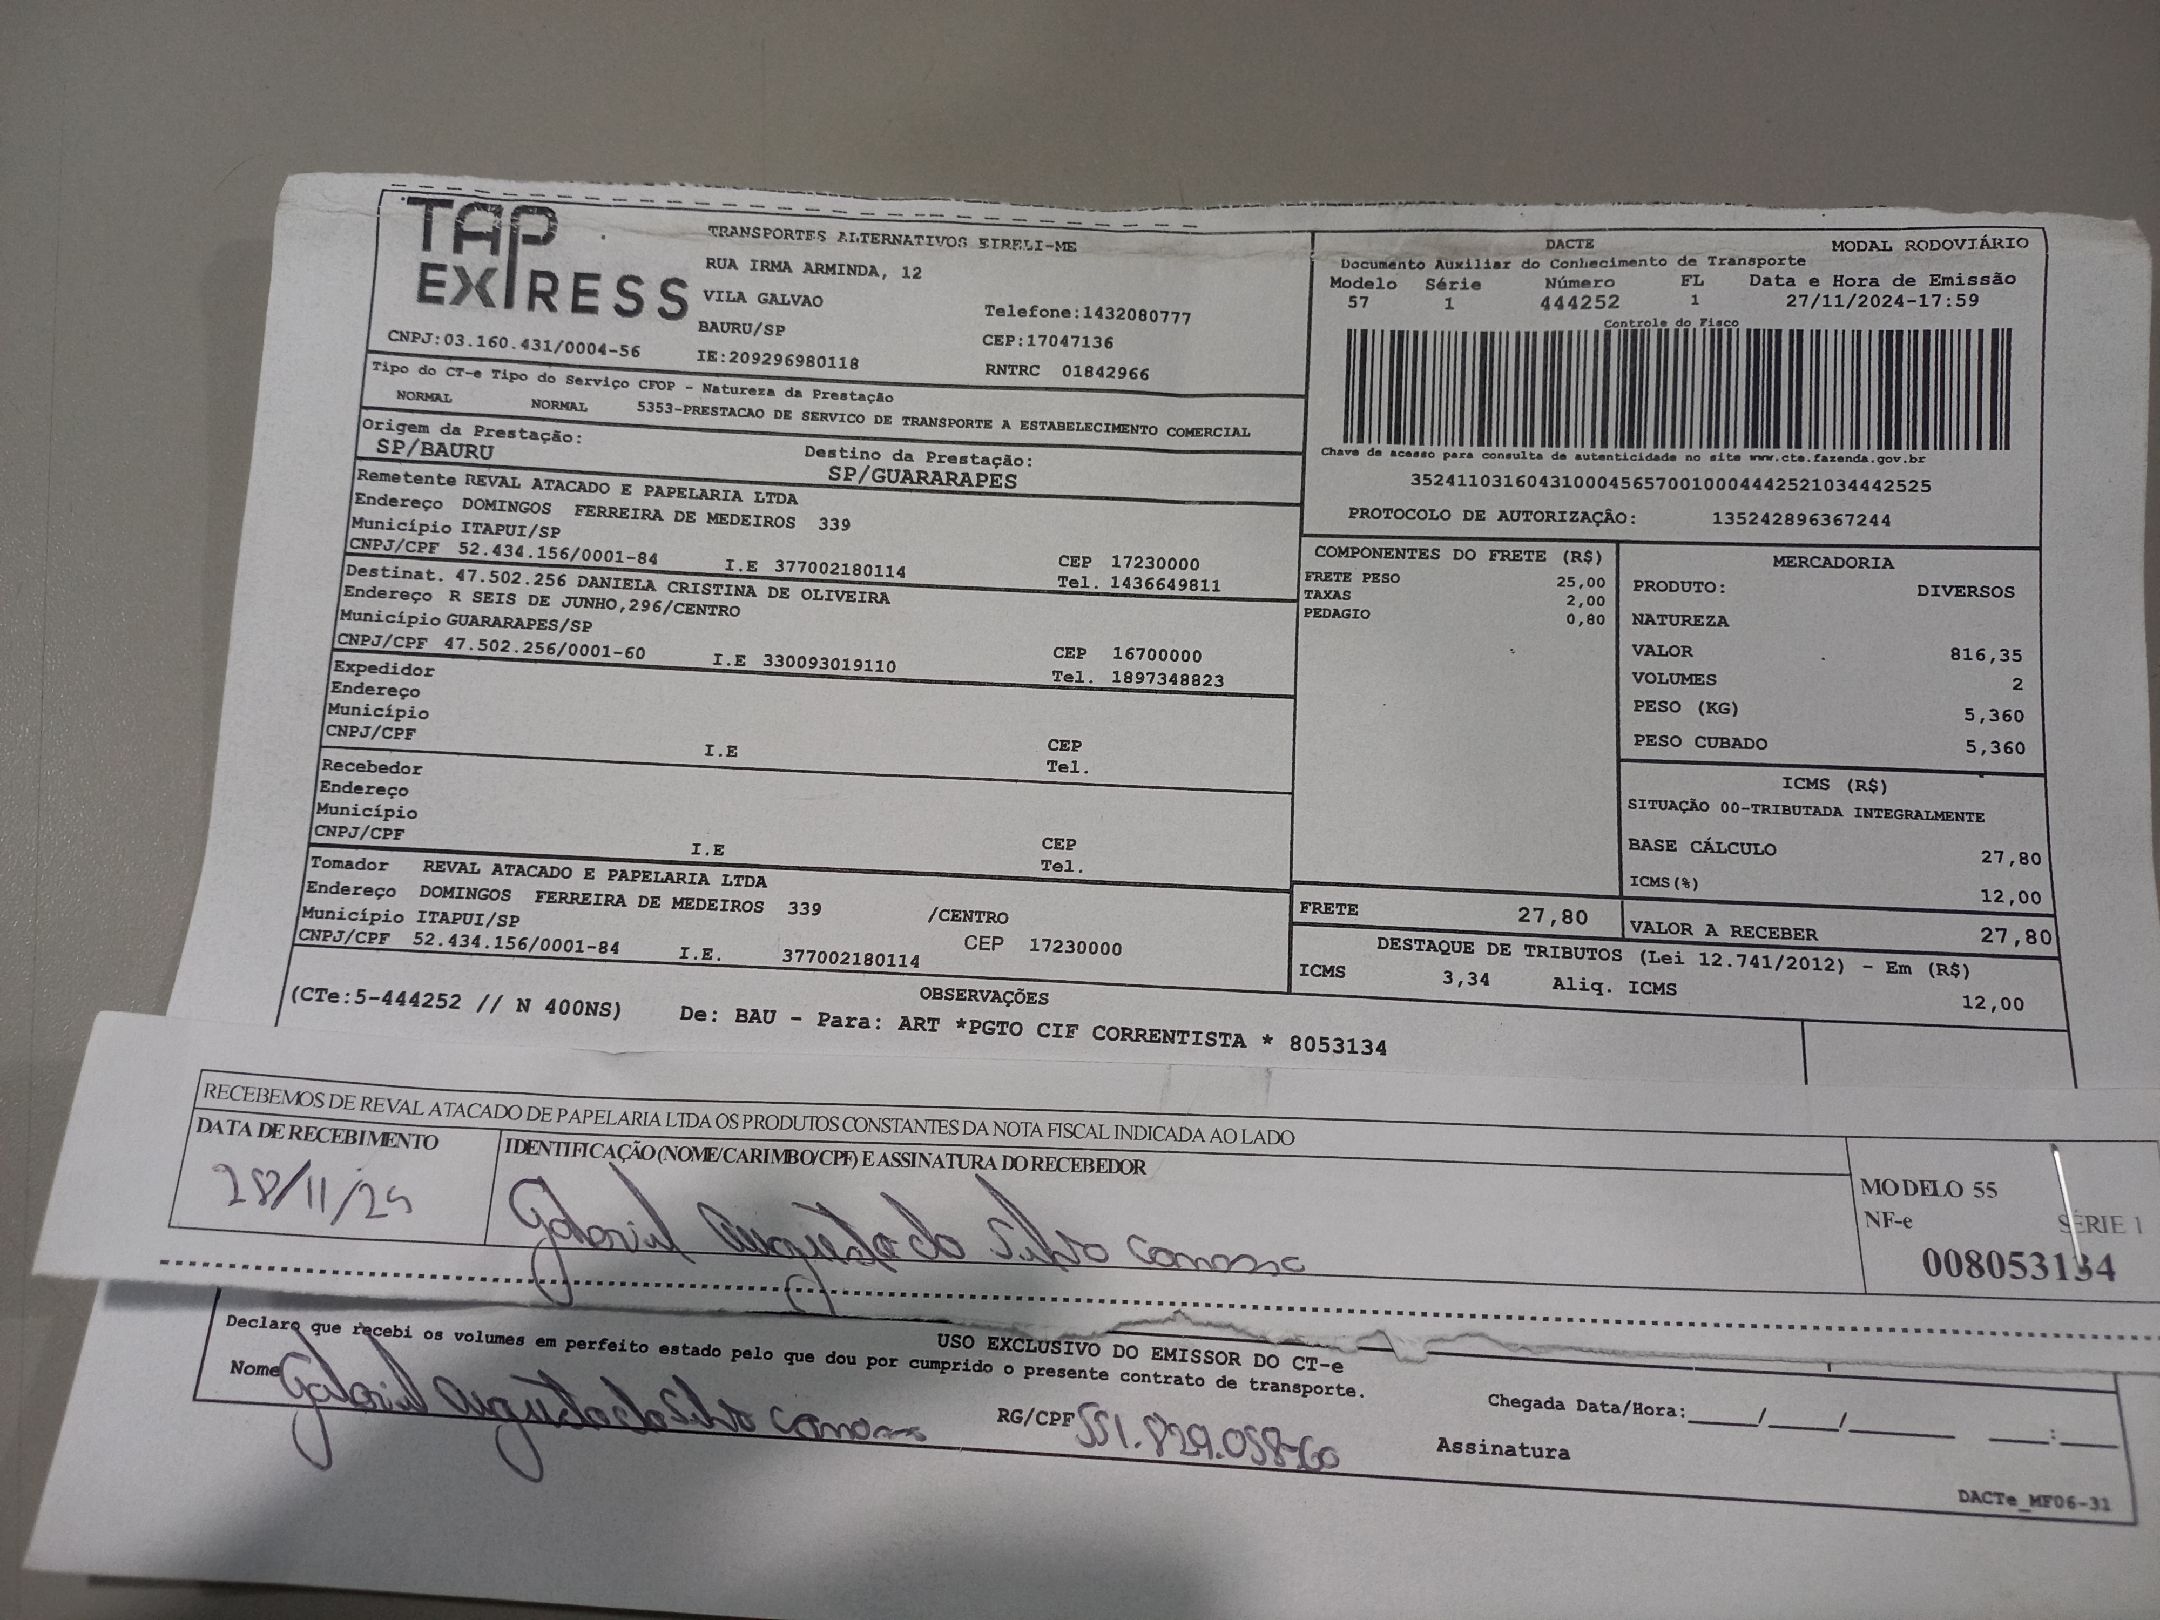 TAP EXPRESS
TRANSPORTES ALTERNATIVOS EIRELI-ME
RUA IRMA ARMINDA, 12
VILA GALVAO
Telefone:1432080777
BAURU/SP
CEP:17047136
CNPJ:03.160.431/0004-56
IE:209296980118
RNTRC 01842966
DACTE
MODAL RODOVIÁRIO
Documento Auxiliar do Conhecimento de Transporte
Modelo Série Número FL Data e Hora de Emissão
57 1 444252 1 27/11/2024-17:59
Controle do Fisco
Chave de acesso para consulta de autenticidade no site www.cte.fazenda.gov.br
35241103160431000456570010004442521034442525
PROTOCOLO DE AUTORIZAÇÃO: 135242896367244
Tipo do CT-e Tipo do Serviço CFOP - Natureza da Prestação
NORMAL NORMAL 5353-PRESTACAO DE SERVICO DE TRANSPORTE A ESTABELECIMENTO COMERCIAL
Origem da Prestação: Destino da Prestação:
SP/BAURU SP/GUARARAPES
Remetente REVAL ATACADO E PAPELARIA LTDA
Endereço DOMINGOS FERREIRA DE MEDEIROS 339
Município ITAPUI/SP CEP 17230000
CNPJ/CPF 52.434.156/0001-84 I.E 377002180114 Tel. 1436649811
Destinat. 47.502.256 DANIELA CRISTINA DE OLIVEIRA
Endereço R SEIS DE JUNHO,296/CENTRO
Município GUARARAPES/SP CEP 16700000
CNPJ/CPF 47.502.256/0001-60 I.E 330093019110 Tel. 1897348823
Expedidor
Endereço
Município CEP
CNPJ/CPF I.E Tel.
Recebedor
Endereço
Município CEP
CNPJ/CPF I.E Tel.
Tomador REVAL ATACADO E PAPELARIA LTDA
Endereço DOMINGOS FERREIRA DE MEDEIROS 339 /CENTRO
Município ITAPUI/SP CEP 17230000
CNPJ/CPF 52.434.156/0001-84 I.E. 377002180114
COMPONENTES DO FRETE (R$)
FRETE PESO 25,00
TAXAS 2,00
PEDAGIO 0,80
MERCADORIA
PRODUTO: DIVERSOS
NATUREZA
VALOR 816,35
VOLUMES 2
PESO (KG) 5,360
PESO CUBADO 5,360
ICMS (R$)
SITUAÇÃO 00-TRIBUTADA INTEGRALMENTE
BASE CÁLCULO 27,80
ICMS(%) 12,00
FRETE 27,80
VALOR A RECEBER 27,80
DESTAQUE DE TRIBUTOS (Lei 12.741/2012) - Em (R$)
ICMS 3,34 Aliq. ICMS 12,00
OBSERVAÇÕES
(CTe:5-444252 // N 400NS) De: BAU - Para: ART *PGTO CIF CORRENTISTA * 8053134
RECEBEMOS DE REVAL ATACADO DE PAPELARIA LTDA OS PRODUTOS CONSTANTES DA NOTA FISCAL INDICADA AO LADO
DATA DE RECEBIMENTO
IDENTIFICAÇÃO (NOME/CARIMBO/CPF) E ASSINATURA DO RECEBEDOR
28/11/24
Gabriel Augusto da Silva
MODELO 55
NF-e SÉRIE 1
008053134
USO EXCLUSIVO DO EMISSOR DO CT-e
Declaro que recebi os volumes em perfeito estado pelo que dou por cumprido o presente contrato de transporte.
Nome Gabriel Augusto da Silva
RG/CPF 551.829.058-60
Chegada Data/Hora:____/____/______ ___:___
Assinatura
DACTe_MF06-31